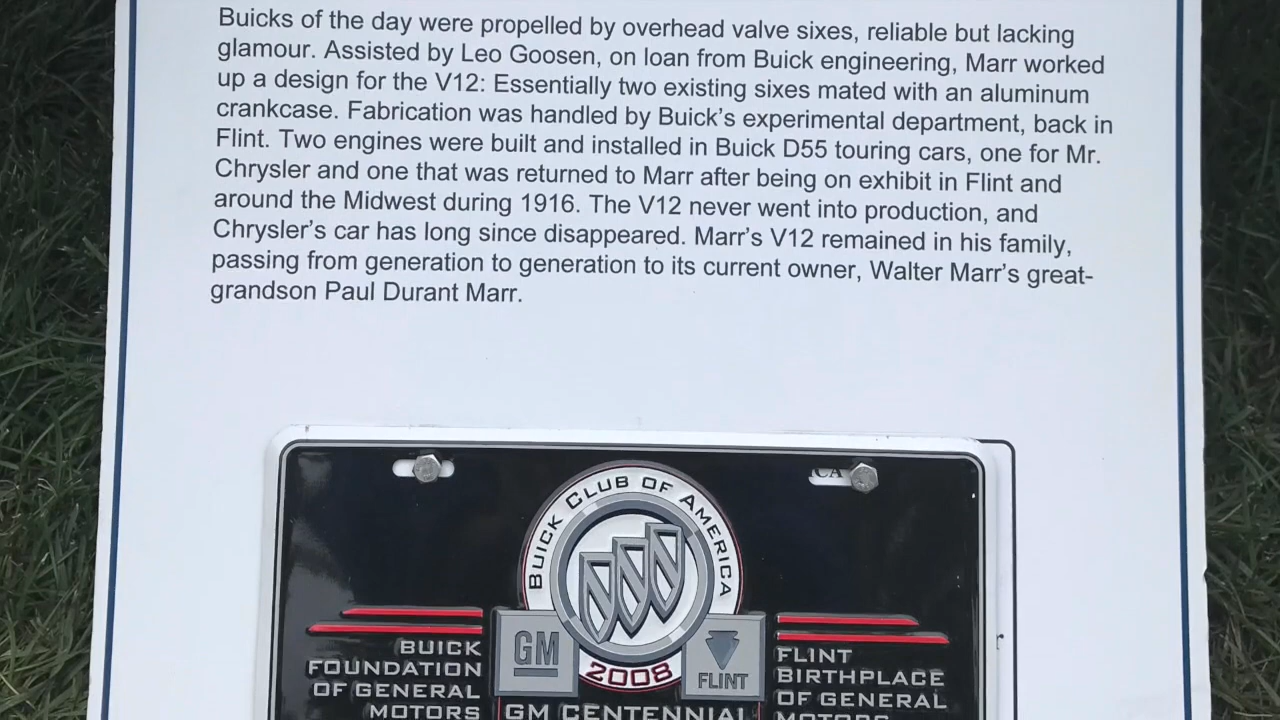 Buicks of the day were propelled by overhead valve sixes, reliable but lacking
glamour. Assisted by Leo Goosen, on loan from Buick engineering, Marr worked
up a design for the V12: Essentially two existing sixes mated with an aluminum
crankcase. Fabrication was handled by Buick's experimental department, back in
Flint. Two engines were built and installed in Buick D55 touring cars, one for Mr.
Chrysler and one that was returned to Marr after being on exhibit in Flint and
around the Midwest during 1916. The V12 never went into production, and
Chrysler's car has long since disappeared. Marr's V12 remained in his family,
passing from generation to generation to its current owner, Walter Marr's great-
grandson Paul Durant Marr.
CA
BUICK CLUB OF AMERICA
GM
FLINT
2008
BUICK
FOUNDATION
OF GENERAL
MOTORS
FLINT
BIRTHPLACE
OF GENERAL
MOTORS
GM CENTENNIAL